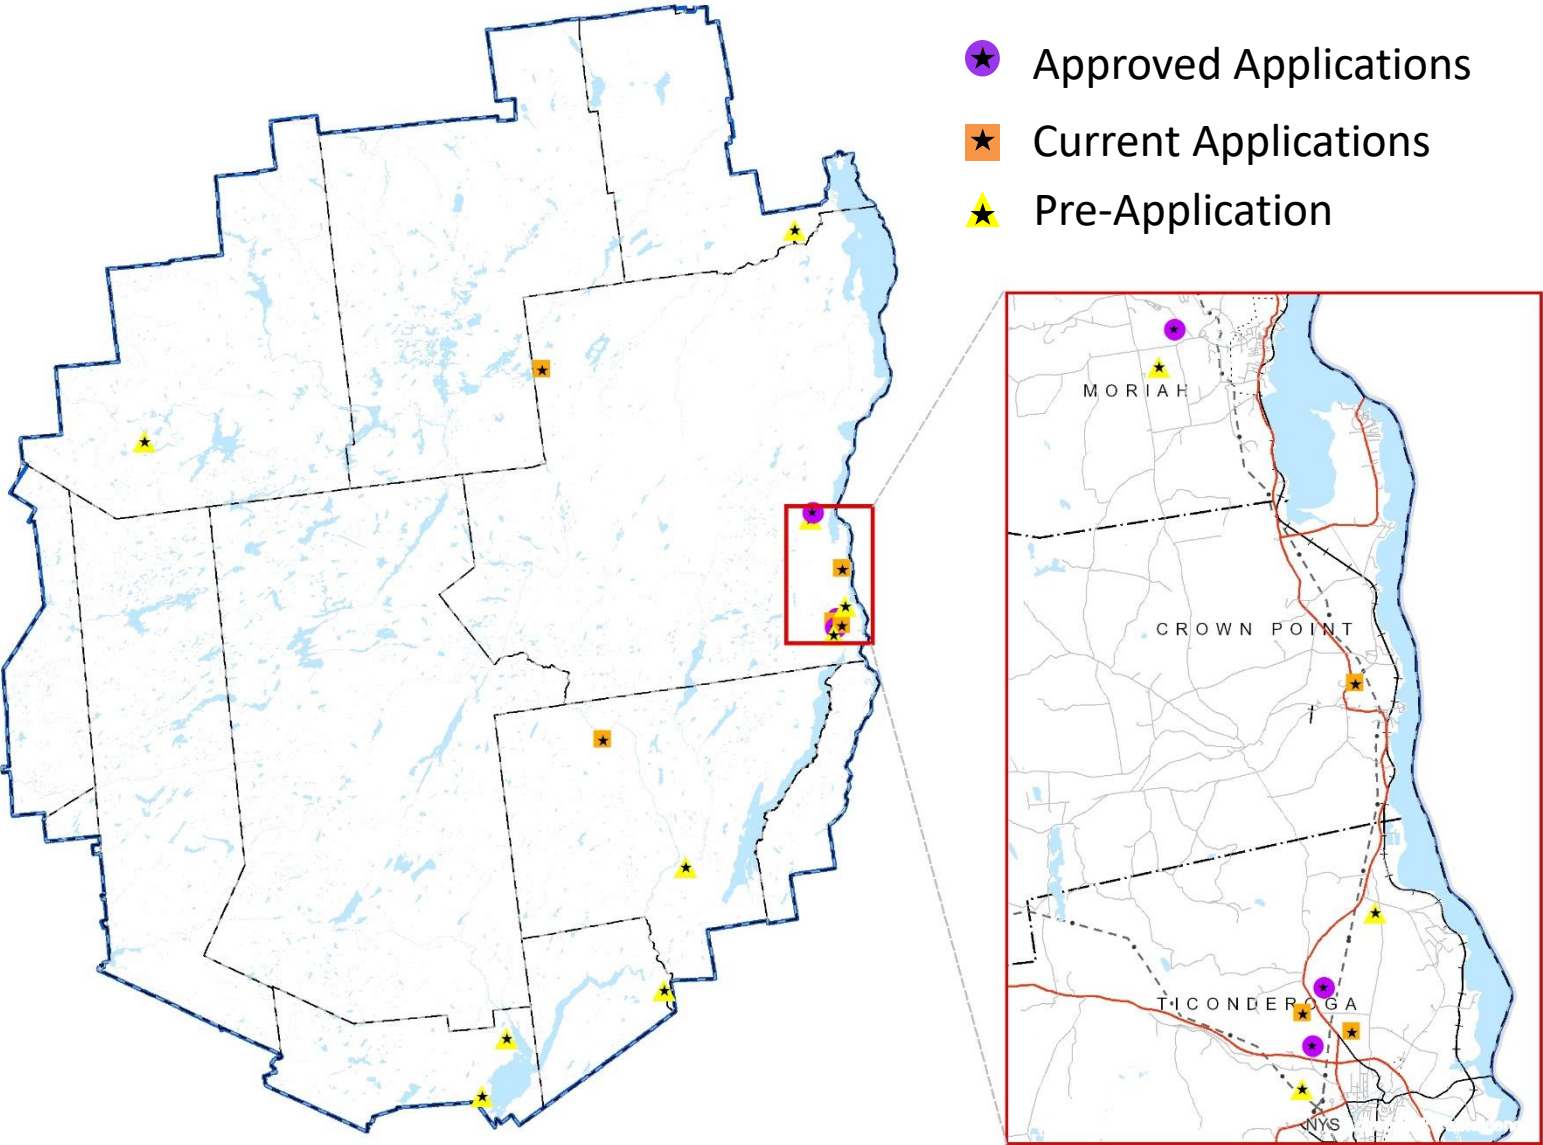 Approved Applications
Current Applications
Pre-Application
MORIAH
CROWN POINT
TICONDEROGA
NYS